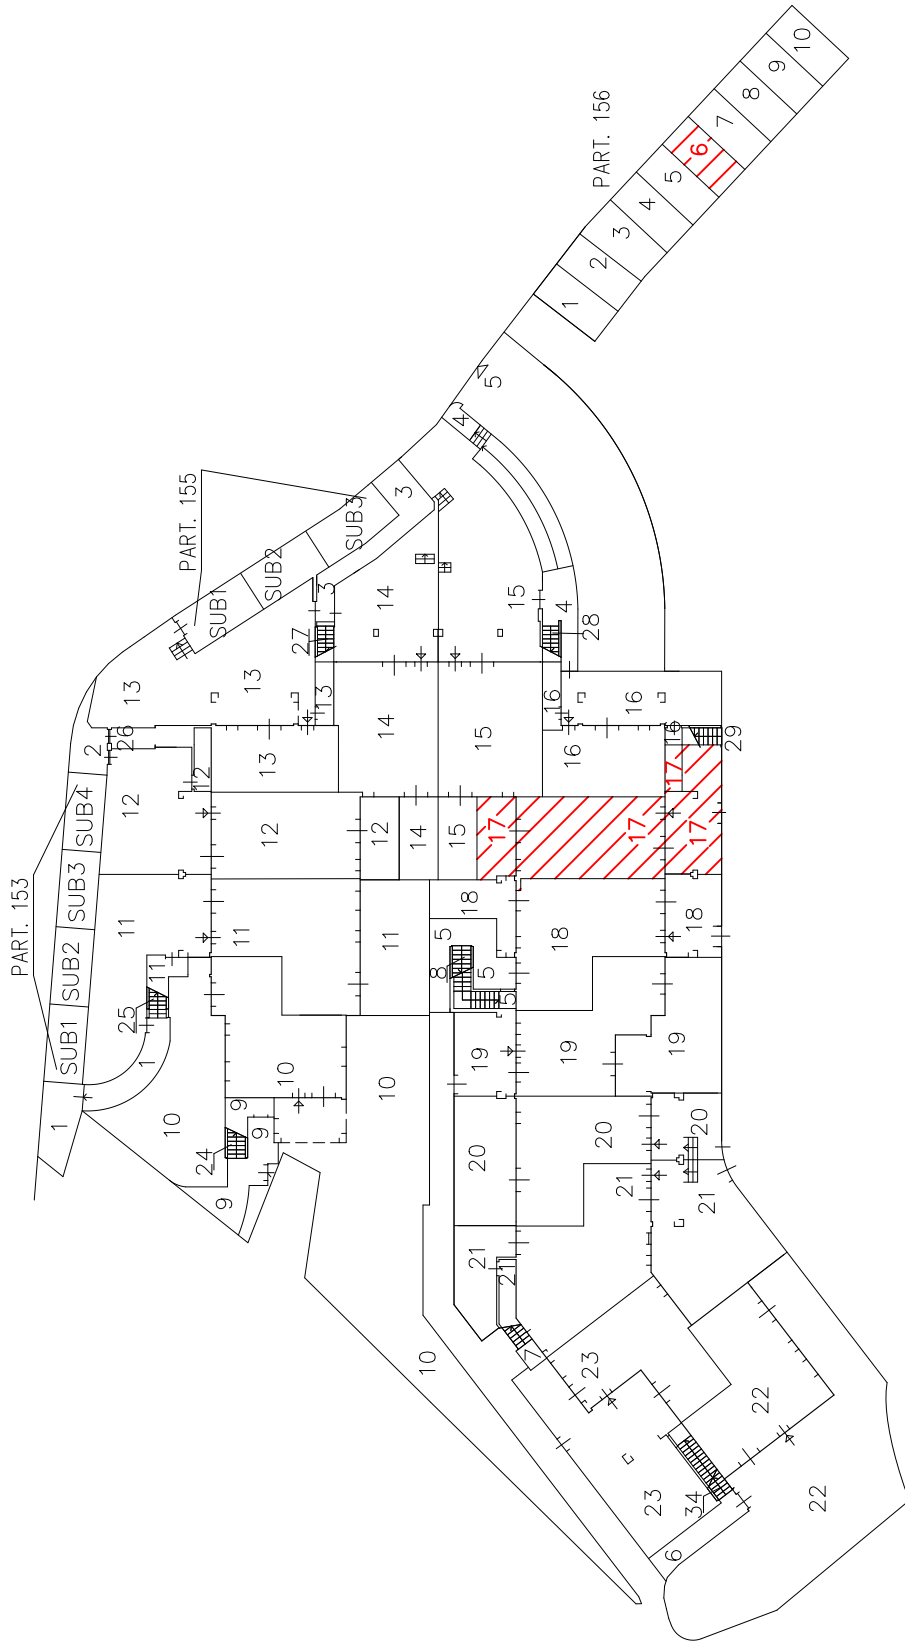 PART. 153
1 SUB1 SUB2 SUB3 SUB4 2
26
25 11 12 13
1
11
10
PART. 155
12
24
9
SUB1
9 11 13
9
12 13 SUB2
10
27
13 3
SUB3
10 11 12 14 14
3
14
10
8 5
15 4
21 20 19 18 15
5 5
21 5 17 15
7
18 16 4
19 16 1
23 28 2
PART. 156
20 3
21 17 16 4
23
6 19 17 16 5
34 20 18 17 6
21 7
29
8
22 9
10
22